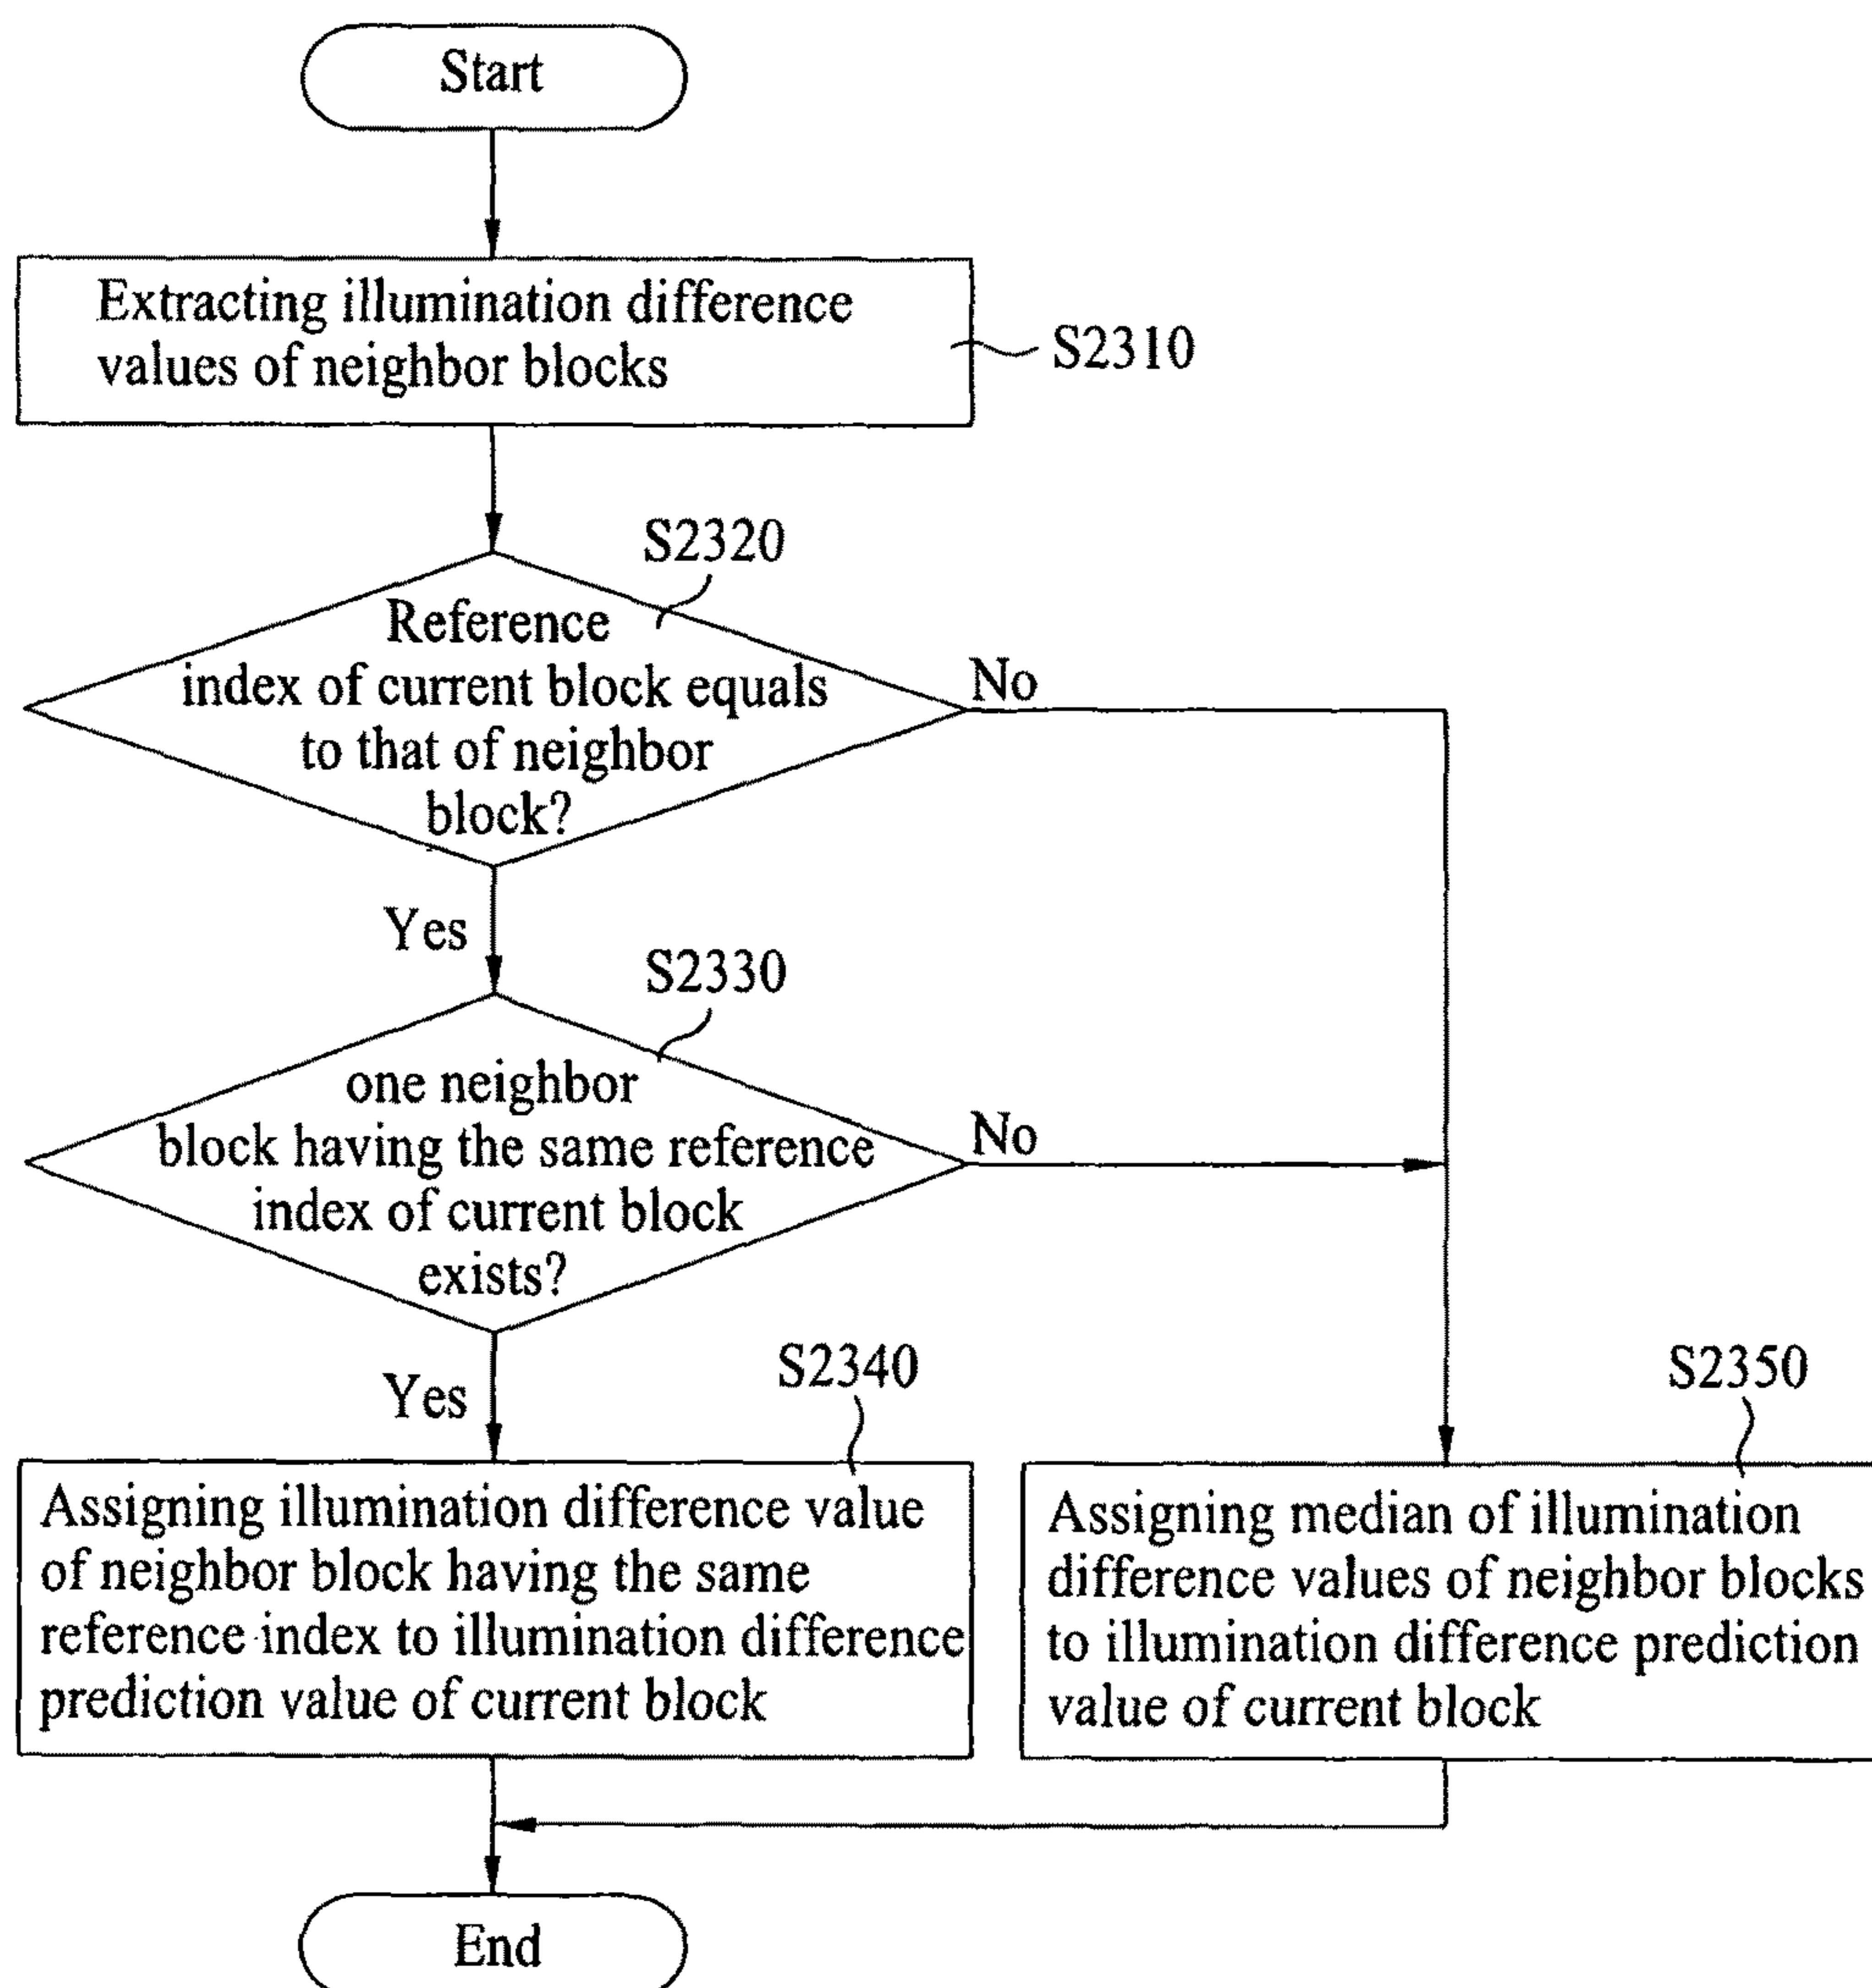 Start
Extracting illumination difference
values of neighbor blocks
S2310
S2320
Reference
index of current block equals
to that of neighbor
block?
No
Yes
S2330
one neighbor
block having the same reference
index of current block
exists?
No
Yes
S2340
Assigning illumination difference value
of neighbor block having the same
reference index to illumination difference
prediction value of current block
S2350
Assigning median of illumination
difference values of neighbor blocks
to illumination difference prediction
value of current block
End